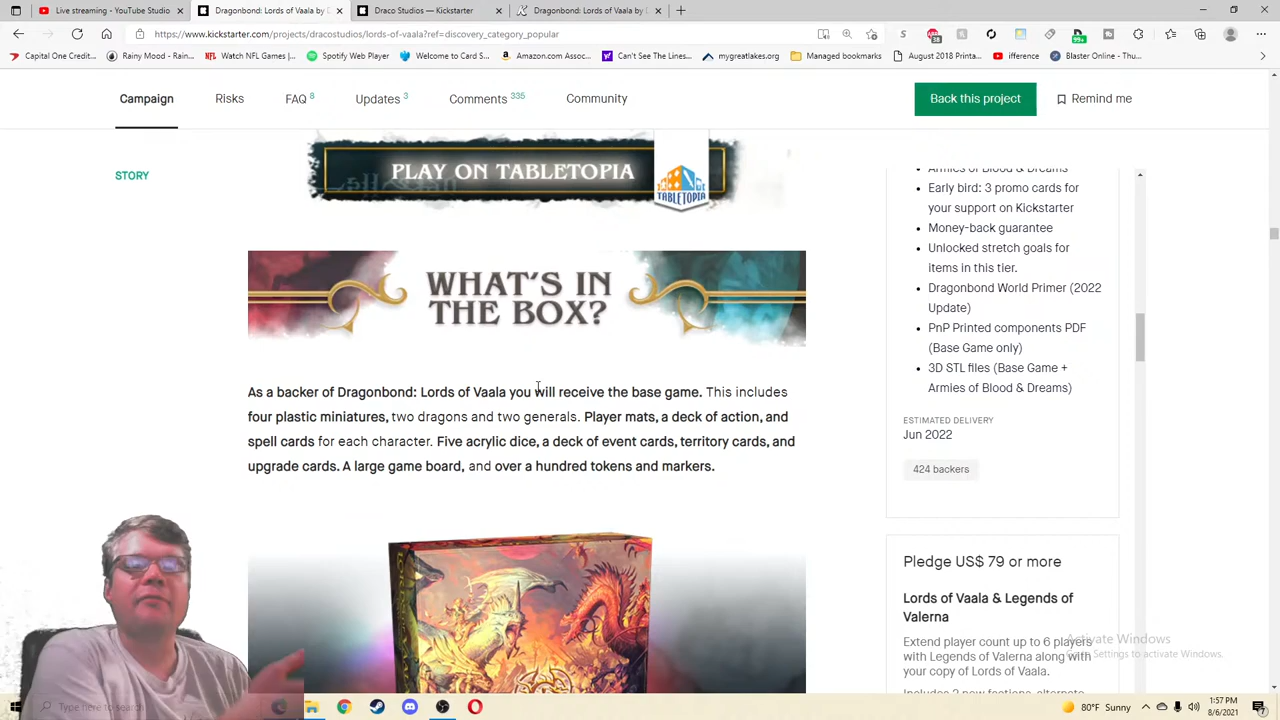 Live streaming - YouTube Studio
Dragonbond: Lords of Vaala by D
Draco Studios — Kickstarter
Dragonbond: Lords of Vaala by D
https://www.kickstarter.com/projects/dracostudios/lords-of-vaala?ref=discovery_category_popular
Capital One Credit...
Rainy Mood - Rain...
Watch NFL Games |...
Spotify Web Player
Welcome to Card S...
Amazon.com Assoc...
Can't See The Lines...
mygreatlakes.org
Managed bookmarks
August 2018 Printa...
ifference
Blaster Online - Thu...
Campaign
Risks
FAQ 8
Updates 3
Comments 335
Community
Back this project
Remind me
STORY
PLAY ON TABLETOPIA
TABLETOPIA
WHAT'S IN
THE BOX?
As a backer of Dragonbond: Lords of Vaala you will receive the base game. This includes
four plastic miniatures, two dragons and two generals. Player mats, a deck of action, and
spell cards for each character. Five acrylic dice, a deck of event cards, territory cards, and
upgrade cards. A large game board, and over a hundred tokens and markers.
Armies of Blood & Dreams
Early bird: 3 promo cards for
your support on Kickstarter
Money-back guarantee
Unlocked stretch goals for
items in this tier.
Dragonbond World Primer (2022
Update)
PnP Printed components PDF
(Base Game only)
3D STL files (Base Game +
Armies of Blood & Dreams)
ESTIMATED DELIVERY
Jun 2022
424 backers
Pledge US$ 79 or more
Lords of Vaala & Legends of
Valerna
Extend player count up to 6 players
with Legends of Valerna along with
your copy of Lords of Vaala.
Includes 2 new factions, alternate
Activate Windows
Go to Settings to activate Windows.
Type here to search
80°F Sunny
1:57 PM
8/6/2021